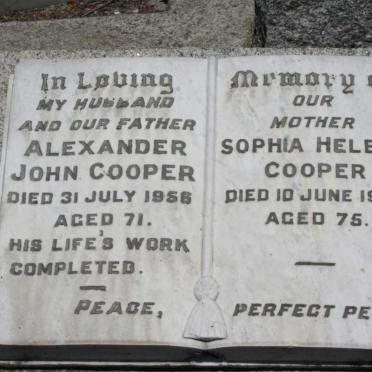 In Loving
MY HUSBAND
AND OUR FATHER
ALEXANDER
JOHN COOPER
DIED 31 JULY 1956
AGED 71.
HIS LIFE'S WORK
COMPLETED.
PEACE,
Memory
OUR
MOTHER
SOPHIA
COOPER
DIED 10 JUNE
AGED 75.
PERFECT